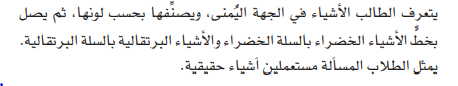 يتعرف الطالب الأشياء في الجهة اليُمنى، ويصنِّفها بحسب لونها، ثم يصل
بخطٍّ الأشياء الخضراء بالسلة الخضراء والأشياء البرتقالية بالسلة البرتقالية.
يمثل الطلاب المسألة مستعملين أشياء حقيقية.